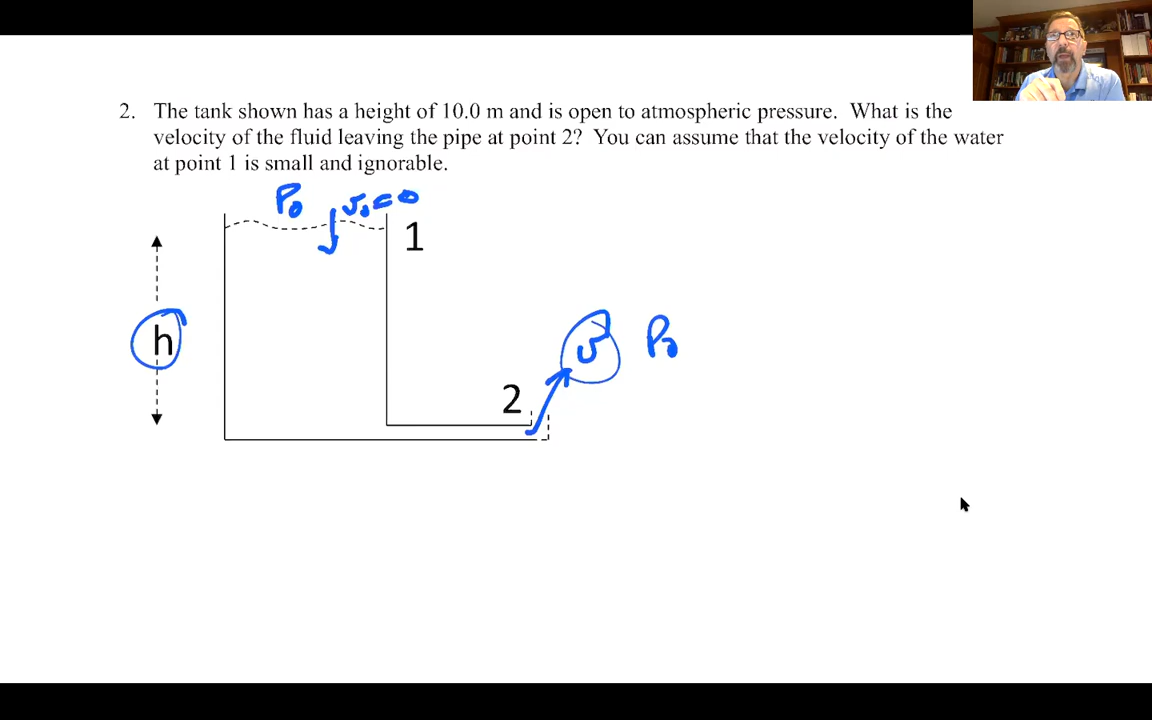 2. The tank shown has a height of 10.0 m and is open to atmospheric pressure. What is the
velocity of the fluid leaving the pipe at point 2? You can assume that the velocity of the water
at point 1 is small and ignorable.
P₀ v₁=0
1
h
v P₀
2